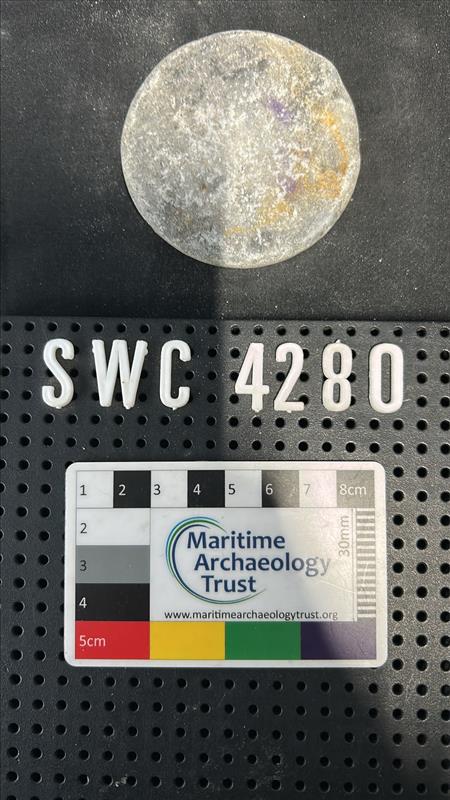 SWC 4280
1 2 3 4 5 6 7 8cm
2
3
4
5cm
30mm
Maritime
Archaeology
Trust
www.maritimearchaeologytrust.org